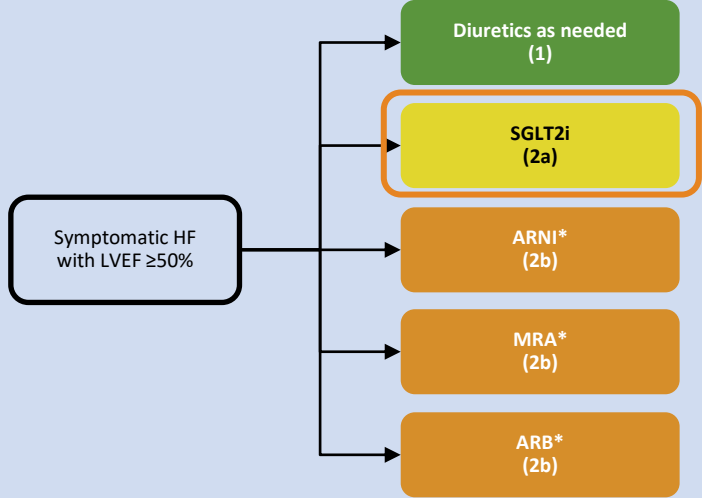 Diuretics as needed
(1)
SGLT2i
(2a)
Symptomatic HF
with LVEF ≥50%
ARNI*
(2b)
MRA*
(2b)
ARB*
(2b)